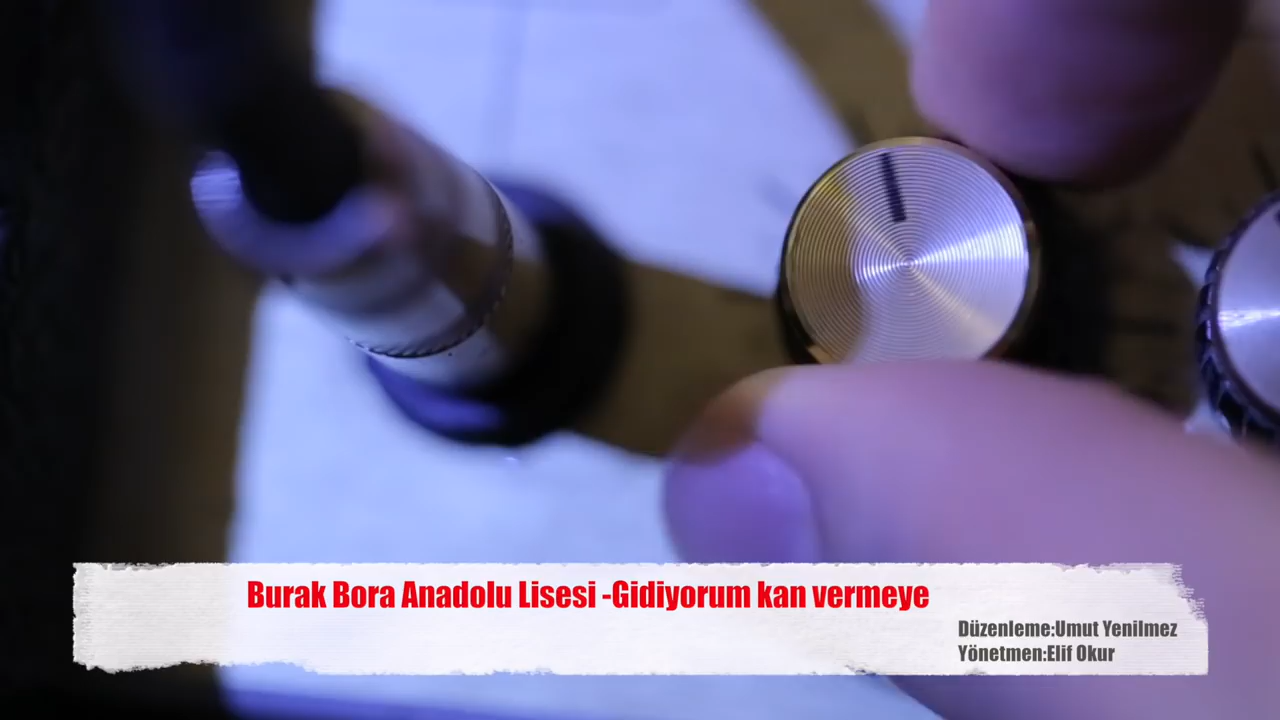 Burak Bora Anadolu Lisesi -Gidiyorum kan vermeye
Düzenleme:Umut Yenilmez
Yönetmen:Elif Okur